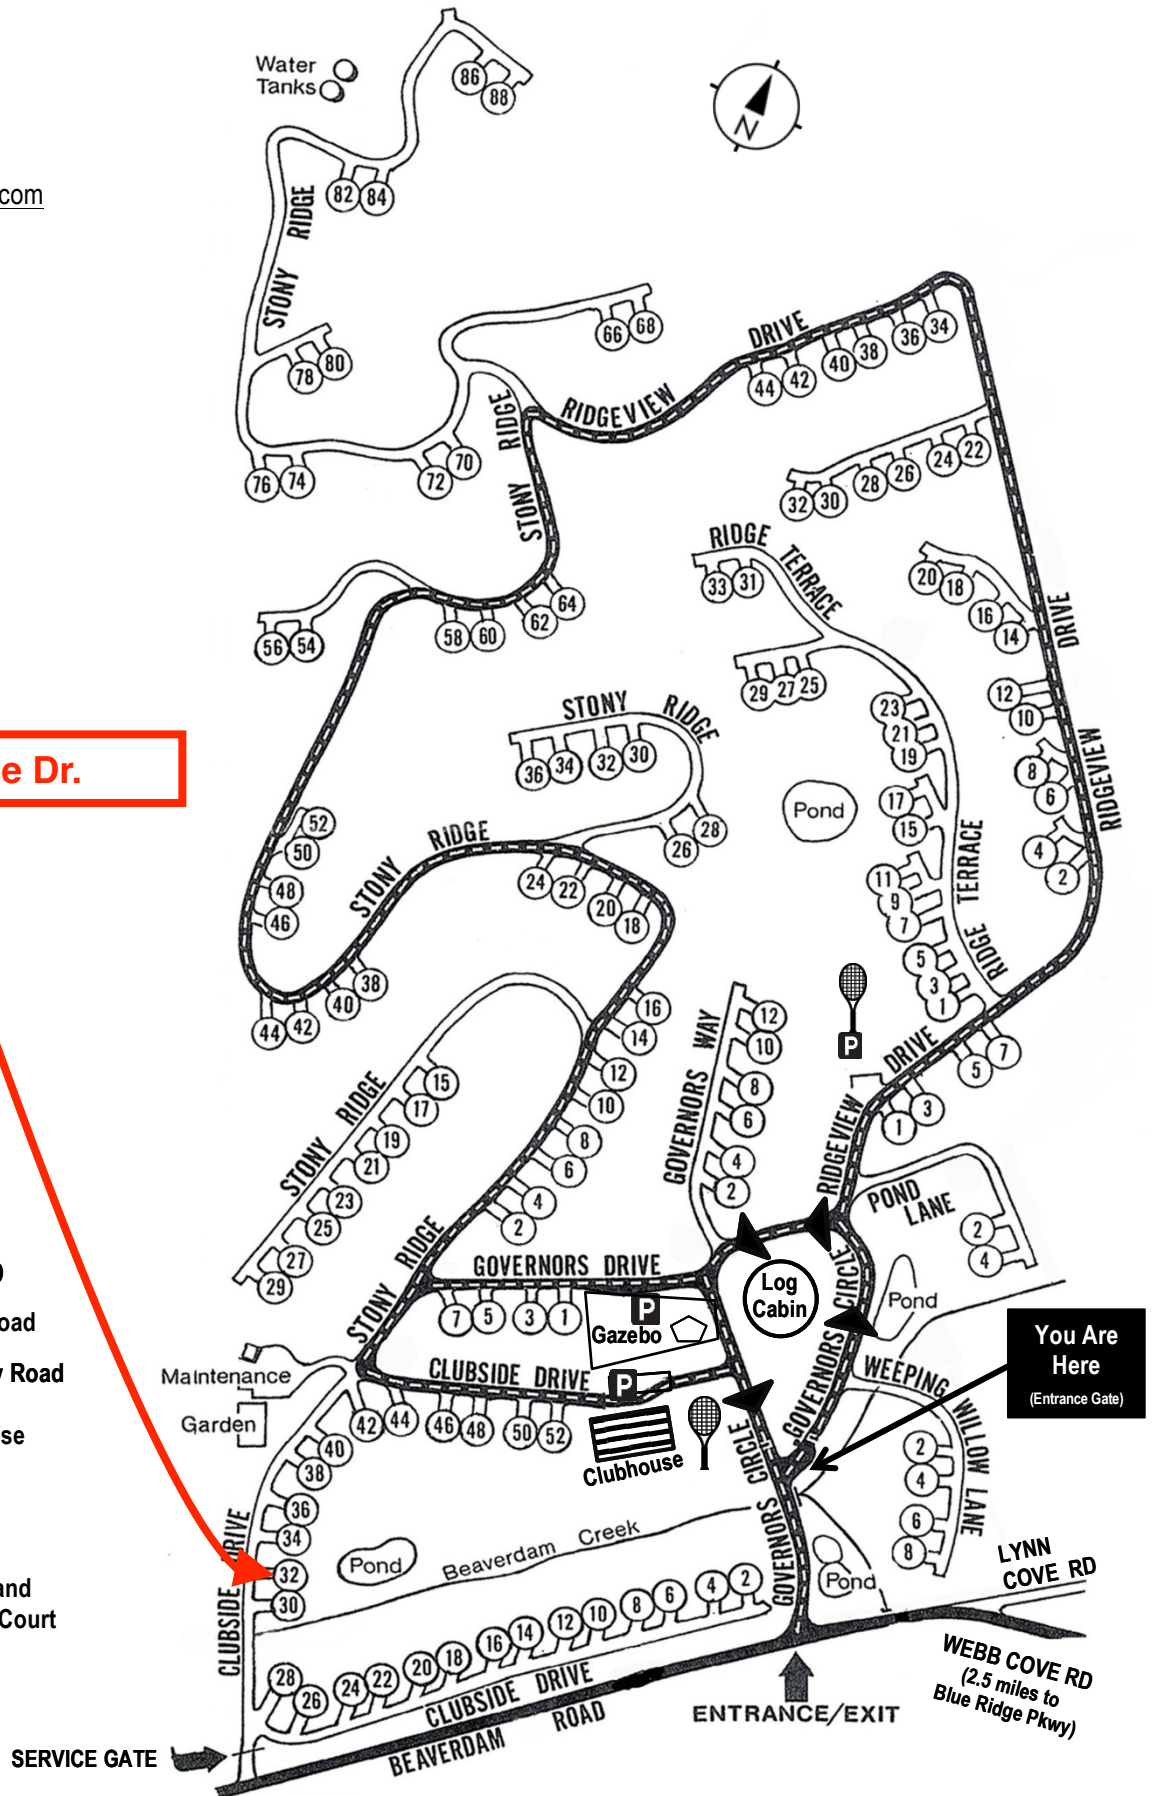 Water
Tanks
86
88
N
.com
82
84
STONY RIDGE
66
68
DRIVE
34
36
38
40
42
44
78
80
RIDGEVIEW
STONY RIDGE
76
74
72
70
22
24
26
28
30
32
RIDGE TERRACE
33
31
20
18
16
14
DRIVE
56
54
58
60
62
64
29
27
25
12
10
STONY RIDGE
23
21
19
RIDGEVIEW
36
34
32
30
8
6
e Dr.
Pond
17
15
52
50
STONY RIDGE
28
26
4
2
48
46
24
22
20
18
11
9
7
TERRACE
RIDGE
5
3
1
44
42
40
38
16
14
GOVERNORS WAY
12
10
P
DRIVE
7
5
STONY RIDGE
15
17
19
21
23
25
27
29
12
10
8
6
4
2
8
6
4
2
3
1
RIDGEVIEW
POND
LANE
2
4
STONY RIDGE
GOVERNORS DRIVE
7
5
3
1
P
Gazebo
Log
Cabin
GOVERNORS CIRCLE
Pond
You Are
Here
(Entrance Gate)
oad
y Road
se
and
Court
Maintenance
Garden
CLUBSIDE DRIVE
P
42
44
46
48
50
52
Clubhouse
WEEPING WILLOW LANE
2
4
6
8
40
38
36
34
32
30
CLUBSIDE DRIVE
Pond
Beaverdam Creek
GOVERNORS CIRCLE
Pond
LYNN
COVE RD
28
26
24
22
20
18
16
14
12
10
8
6
4
2
CLUBSIDE DRIVE
BEAVERDAM ROAD
ENTRANCE/EXIT
WEBB COVE RD
(2.5 miles to
Blue Ridge Pkwy)
SERVICE GATE